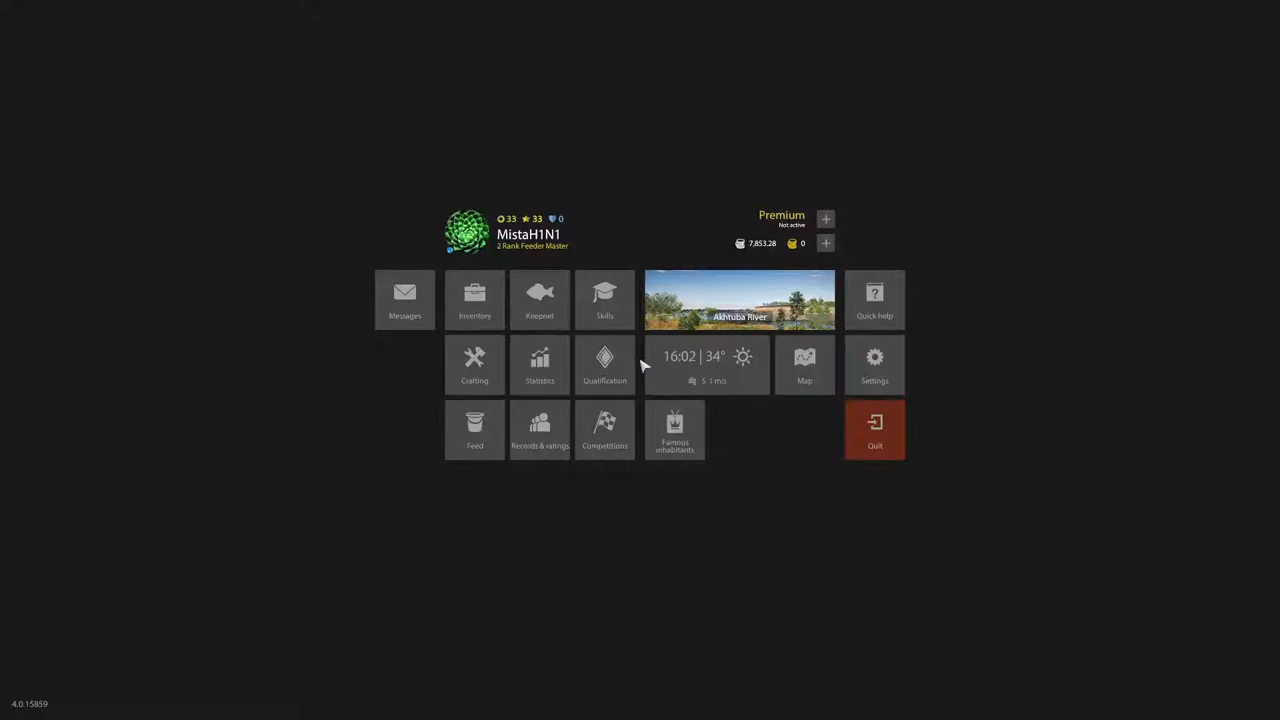 33 33 0
MistaH1N1
2 Rank Feeder Master
Premium
Not active
7,853.28 0
Messages
Inventory
Keepnet
Skills
Akhtuba River
Quick help
Crafting
Statistics
Qualification
16:02 | 34°
S 1 m/s
Map
Settings
Feed
Records & ratings
Competitions
Famous
inhabitants
Quit
4.0.15859